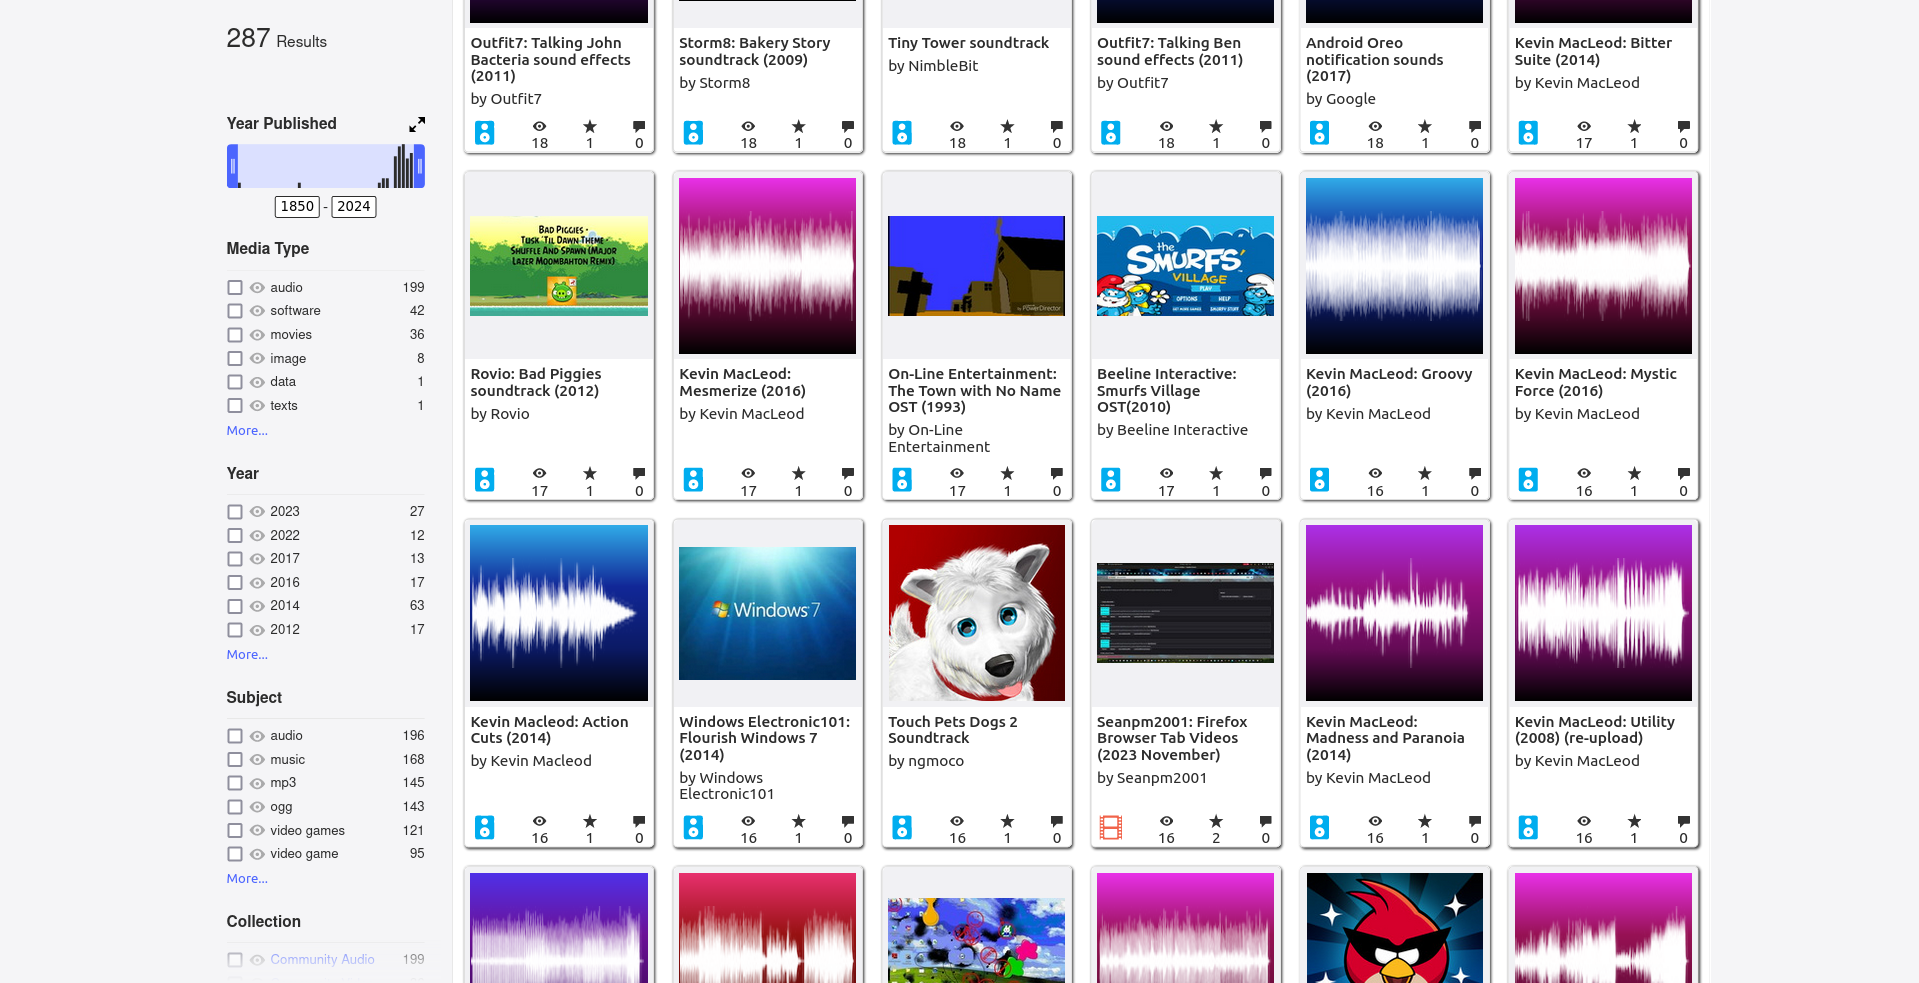 287 Results
Year Published
1850 - 2024
Media Type
audio 199
software 42
movies 36
image 8
data 1
texts 1
More...
Year
2023 27
2022 12
2017 13
2016 17
2014 63
2012 17
More...
Subject
audio 196
music 168
mp3 145
ogg 143
video games 121
video game 95
More...
Collection
Community Audio 199
Outfit7: Talking John
Bacteria sound effects
(2011)
by Outfit7
18 1 0
Storm8: Bakery Story
soundtrack (2009)
by Storm8
18 1 0
Tiny Tower soundtrack
by NimbleBit
18 1 0
Outfit7: Talking Ben
sound effects (2011)
by Outfit7
18 1 0
Android Oreo
notification sounds
(2017)
by Google
18 1 0
Kevin MacLeod: Bitter
Suite (2014)
by Kevin MacLeod
17 1 0
Bad Piggies -
Tusk 'Til Dawn Theme -
Shuffle And Spawn (Major
Lazer Moombahton Remix)
Rovio: Bad Piggies
soundtrack (2012)
by Rovio
17 1 0
Kevin MacLeod:
Mesmerize (2016)
by Kevin MacLeod
17 1 0
by PowerDirector
On-Line Entertainment:
The Town with No Name
OST (1993)
by On-Line
Entertainment
17 1 0
the
SMURFS'
VILLAGE
PLAY
OPTIONS HELP
GET MORE GAMES SMURFY STUFF
Beeline Interactive:
Smurfs Village
OST(2010)
by Beeline Interactive
17 1 0
Kevin MacLeod: Groovy
(2016)
by Kevin MacLeod
16 1 0
Kevin MacLeod: Mystic
Force (2016)
by Kevin MacLeod
16 1 0
Kevin Macleod: Action
Cuts (2014)
by Kevin Macleod
16 1 0
Windows 7
Windows Electronic101:
Flourish Windows 7
(2014)
by Windows
Electronic101
16 1 0
Touch Pets Dogs 2
Soundtrack
by ngmoco
16 1 0
Seanpm2001: Firefox
Browser Tab Videos
(2023 November)
by Seanpm2001
16 2 0
Kevin MacLeod:
Madness and Paranoia
(2014)
by Kevin MacLeod
16 1 0
Kevin MacLeod: Utility
(2008) (re-upload)
by Kevin MacLeod
16 1 0